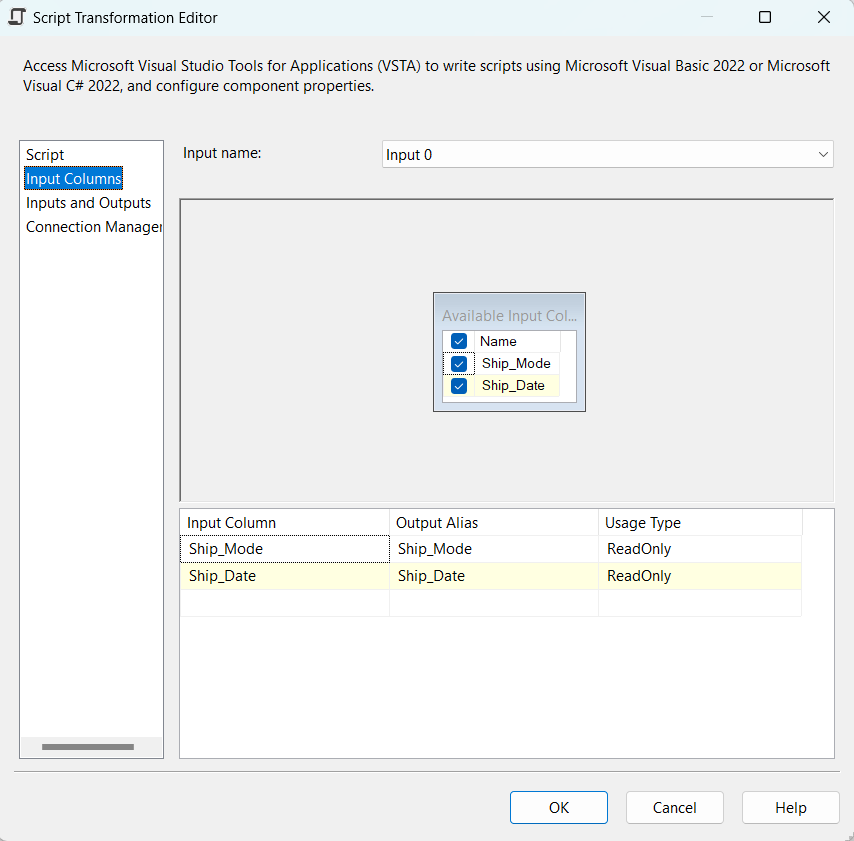 Script Transformation Editor
Access Microsoft Visual Studio Tools for Applications (VSTA) to write scripts using Microsoft Visual Basic 2022 or Microsoft
Visual C# 2022, and configure component properties.
Script
Input Columns
Inputs and Outputs
Connection Manager
Input name:
Input 0
Available Input Col...
Name
Ship_Mode
Ship_Date
Input Column Output Alias Usage Type
Ship_Mode Ship_Mode ReadOnly
Ship_Date Ship_Date ReadOnly
OK Cancel Help